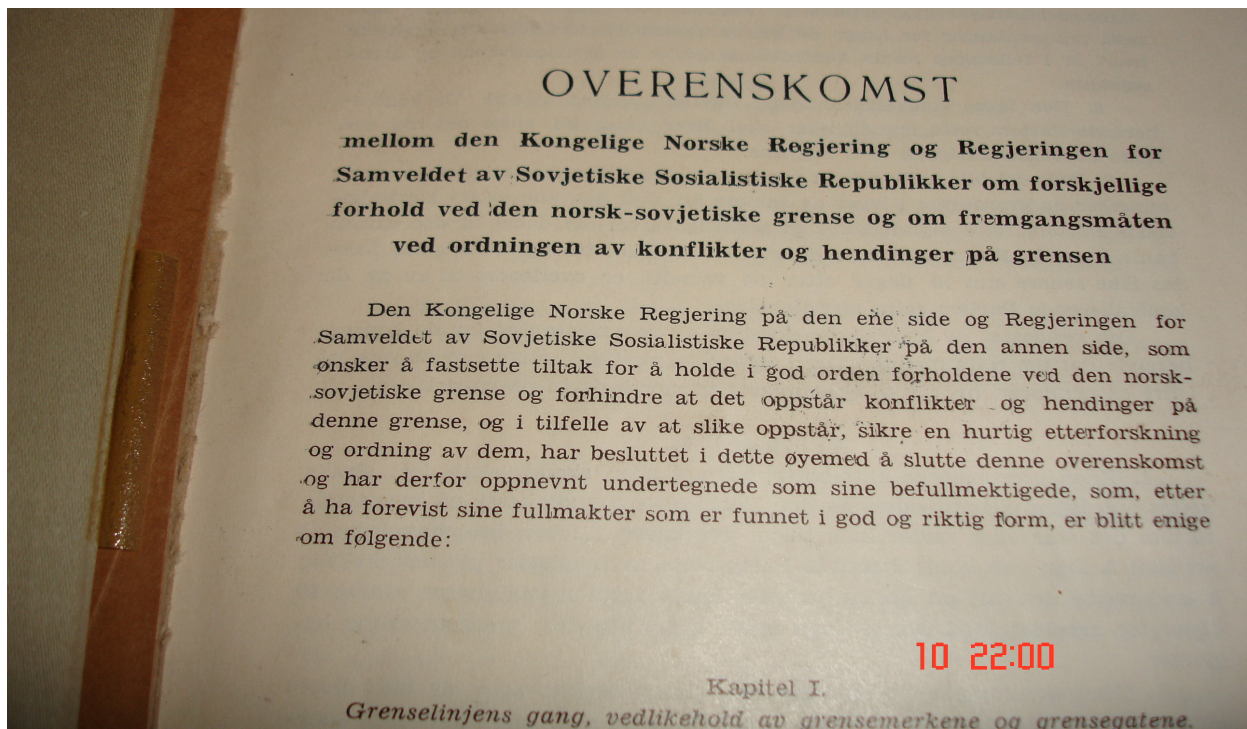 OVERENSKOMST
mellom den Kongelige Norske Regjering og Regjeringen for
Samveldet av Sovjetiske Sosialistiske Republikker om forskjellige
forhold ved den norsk-sovjetiske grense og om fremgangsmåten
ved ordningen av konflikter og hendinger på grensen
Den Kongelige Norske Regjering på den ene side og Regjeringen for
Samveldet av Sovjetiske Sosialistiske Republikker på den annen side, som
ønsker å fastsette tiltak for å holde i god orden forholdene ved den norsk-
sovjetiske grense og forhindre at det oppstår konflikter og hendinger på
denne grense, og i tilfelle av at slike oppstår, sikre en hurtig etterforskning
og ordning av dem, har besluttet i dette øyemed å slutte denne overenskomst
og har derfor oppnevnt undertegnede som sine befullmektigede, som, etter
å ha forevist sine fullmakter som er funnet i god og riktig form, er blitt enige
om følgende:
10 22:00
Kapitel I.
Grenselinjens gang, vedlikehold av grensemerkene og grensegatene.